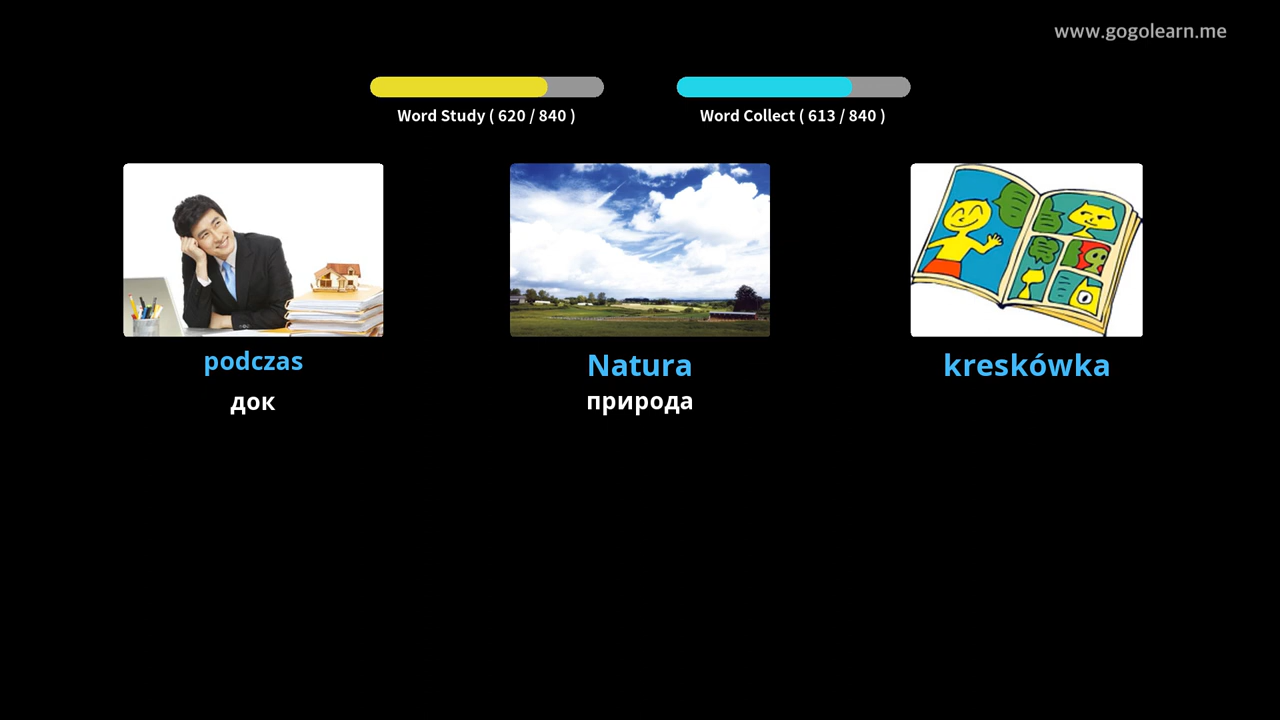 www.gogolearn.me
Word Study ( 620 / 840 )
Word Collect ( 613 / 840 )
podczas
док
Natura
природа
kreskówka